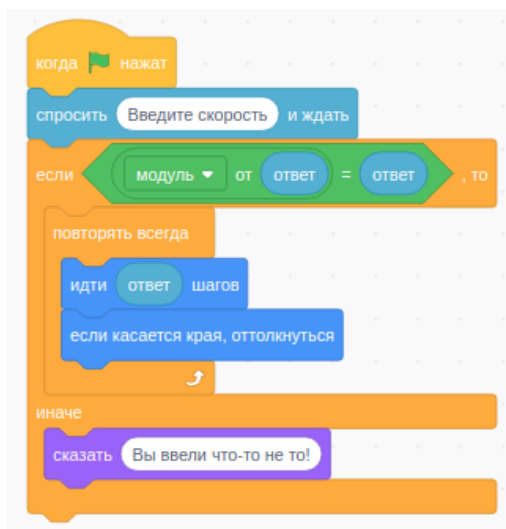 когда нажат
спросить Введите скорость и ждать
если модуль от ответ = ответ , то
повторять всегда
идти ответ шагов
если касается края, оттолкнуться
иначе
сказать Вы ввели что-то не то!